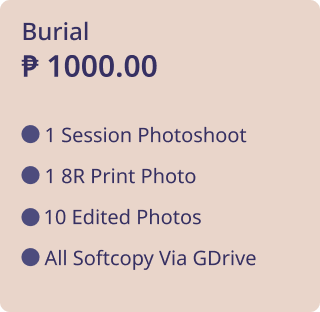 Burial
₱ 1000.00
1 Session Photoshoot
1 8R Print Photo
10 Edited Photos
All Softcopy Via GDrive